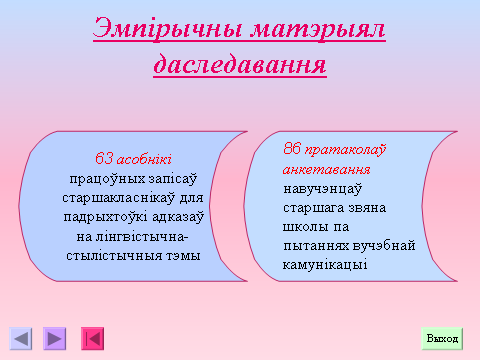 Эмпірычны матэрыял
даследавання
63 асобнікі
працоўных запісаў
старшакласнікаў для
падрыхтоўкі адказаў
на лінгвістычна-
стылістычныя тэмы
86 пратаколаў
анкетавання
навучэнцаў
старшага звяна
школы па
пытаннях вучэбнай
камунікацыі
Выход